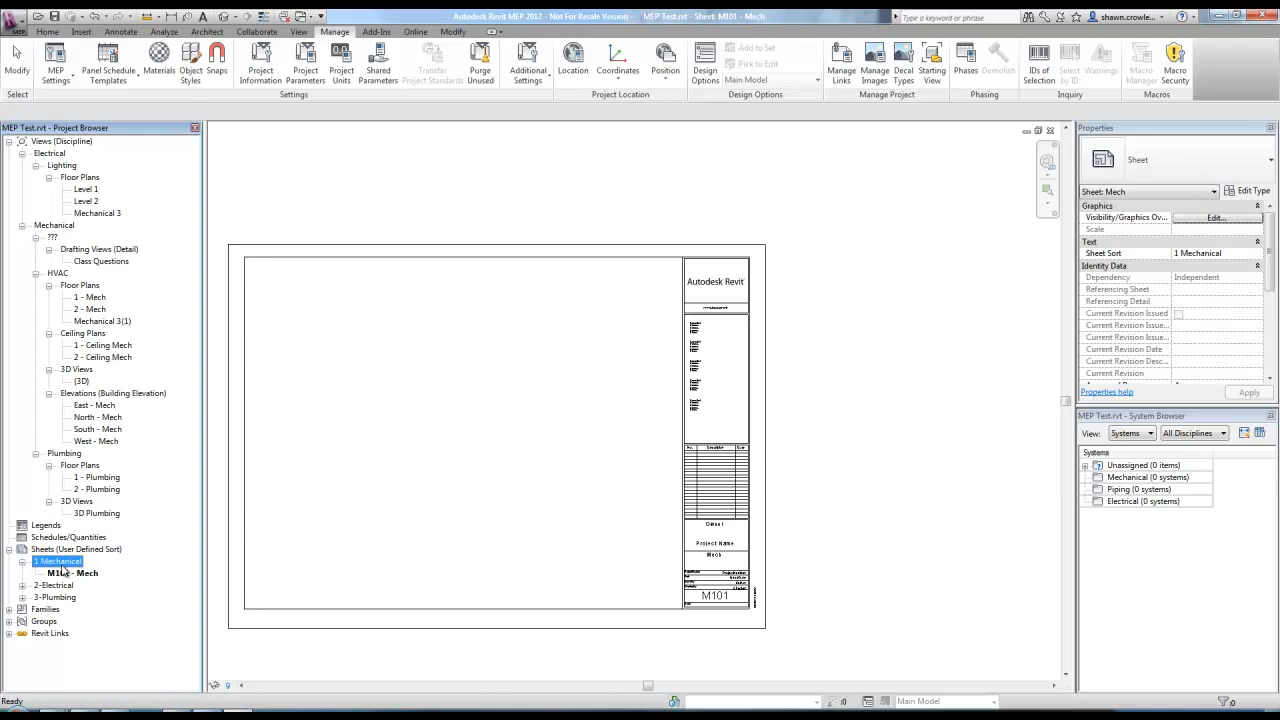 Autodesk Revit MEP 2012 - Not For Resale Version - MEP Test.rvt - Sheet: M101 - Mech
Type a keyword or phrase
shawn.crowle...
MEP
Home Insert Annotate Analyze Architect Collaborate View Manage Add-Ins Online Modify
Modify
MEP Settings
Panel Schedule Templates
Materials
Object Styles
Snaps
Project Information
Project Parameters
Project Units
Shared Parameters
Transfer Project Standards
Purge Unused
Additional Settings
Location
Coordinates
Position
Design Options
Add to Set
Pick to Edit
Main Model
Manage Links
Manage Images
Decal Types
Starting View
Phases
Demolish
IDs of Selection
Select by ID
Warnings
Macro Manager
Macro Security
Select Settings Project Location Design Options Manage Project Phasing Inquiry Macros
MEP Test.rvt - Project Browser
Views (Discipline)
Electrical
Lighting
Floor Plans
Level 1
Level 2
Mechanical 3
Mechanical
???
Drafting Views (Detail)
Class Questions
HVAC
Floor Plans
1 - Mech
2 - Mech
Mechanical 3(1)
Ceiling Plans
1 - Ceiling Mech
2 - Ceiling Mech
3D Views
{3D}
Elevations (Building Elevation)
East - Mech
North - Mech
South - Mech
West - Mech
Plumbing
Floor Plans
1 - Plumbing
2 - Plumbing
3D Views
3D Plumbing
Legends
Schedules/Quantities
Sheets (User Defined Sort)
1 Mechanical
M101 - Mech
2-Electrical
3-Plumbing
Families
Groups
Revit Links
Autodesk Revit
No. Description Date
Owner
Project Name
Mech
M101
Properties
Sheet
Sheet: Mech
Edit Type
Graphics
Visibility/Graphics Ov... Edit...
Scale
Text
Sheet Sort 1 Mechanical
Identity Data
Dependency Independent
Referencing Sheet
Referencing Detail
Current Revision Issued
Current Revision Issue...
Current Revision Issue...
Current Revision Date
Current Revision Desc...
Current Revision
Properties help
Apply
MEP Test.rvt - System Browser
View: Systems All Disciplines
Systems
Unassigned (0 items)
Mechanical (0 systems)
Piping (0 systems)
Electrical (0 systems)
Ready
:0
Main Model
:0